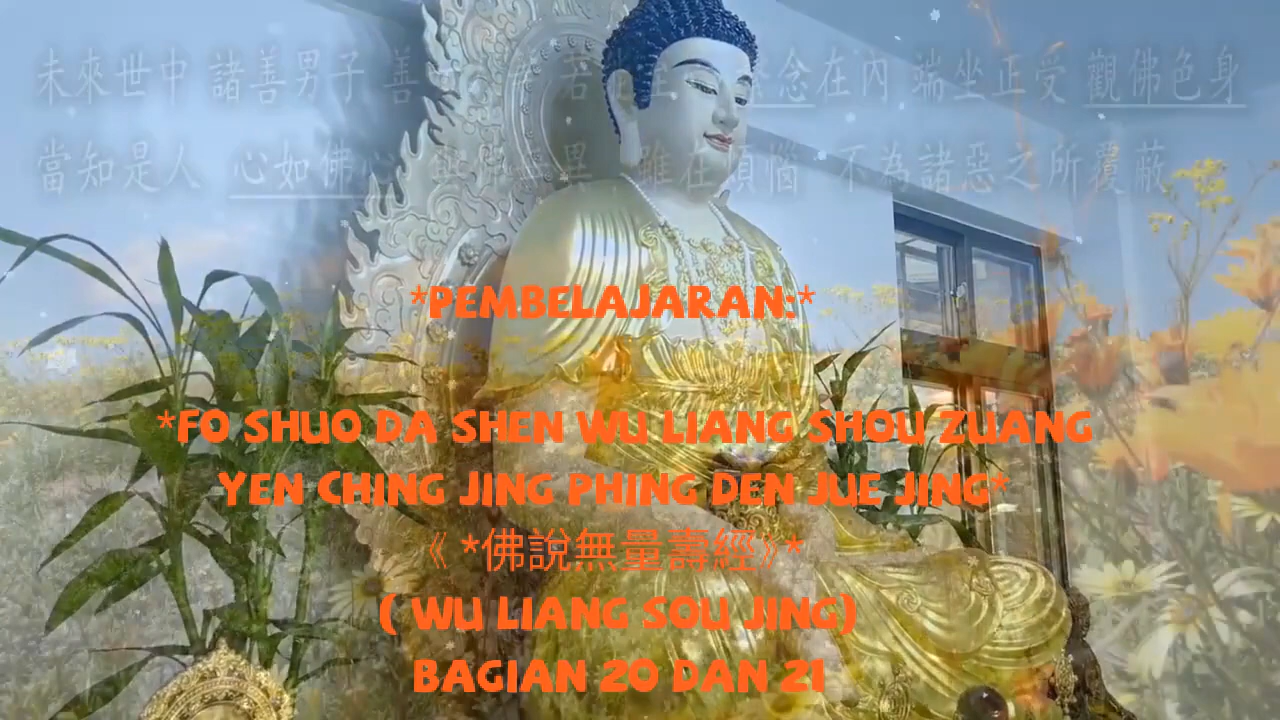 未來世中 諸善男子 善 若 念在內 端坐正受 觀佛色身
當知是人 心如佛心 與 異 雖在煩惱 不為諸惡之所覆蔽
*PEMBELAJARAN:*
*FO SHUO DA SHEN WU LIANG SHOU ZUANG
YEN CHING JING PHING DEN JUE JING*
《 *佛說無量壽經》*
( WU LIANG SOU JING)
BAGIAN 20 DAN 21